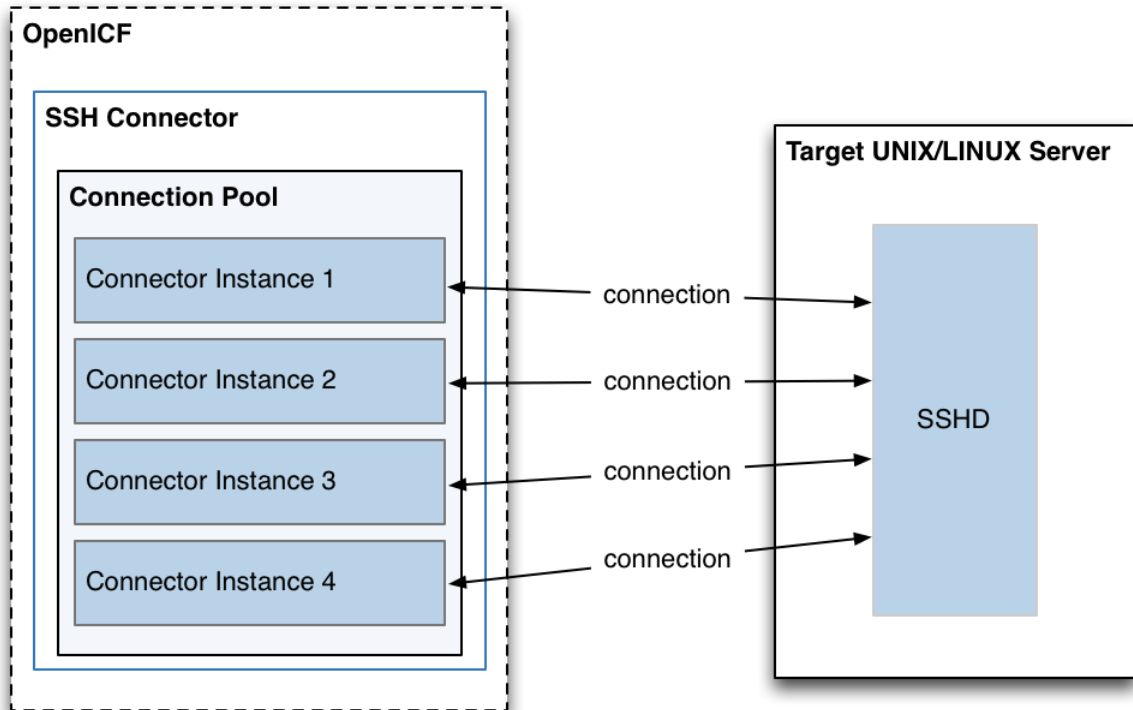 OpenICF
SSH Connector
Connection Pool
Connector Instance 1
Connector Instance 2
Connector Instance 3
Connector Instance 4
connection
connection
connection
connection
Target UNIX/LINUX Server
SSHD